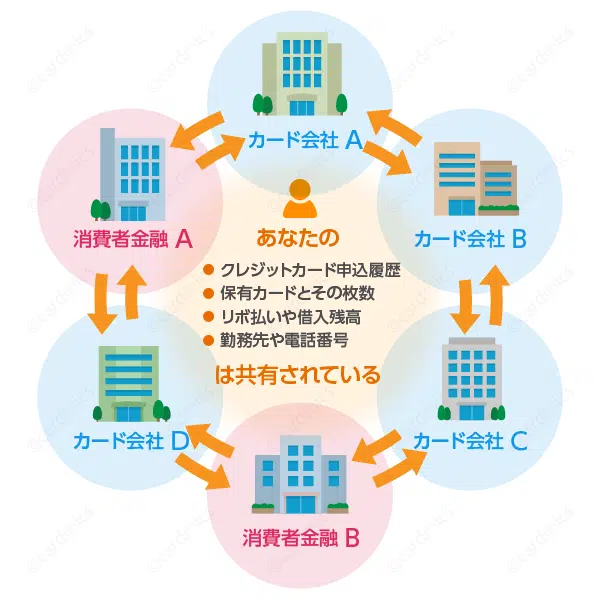 カード会社 A
消費者金融 A
カード会社 B
あなたの
● クレジットカード申込履歴
● 保有カードとその枚数
● リボ払いや借入残高
● 勤務先や電話番号
は共有されている
カード会社 D
カード会社 C
消費者金融 B